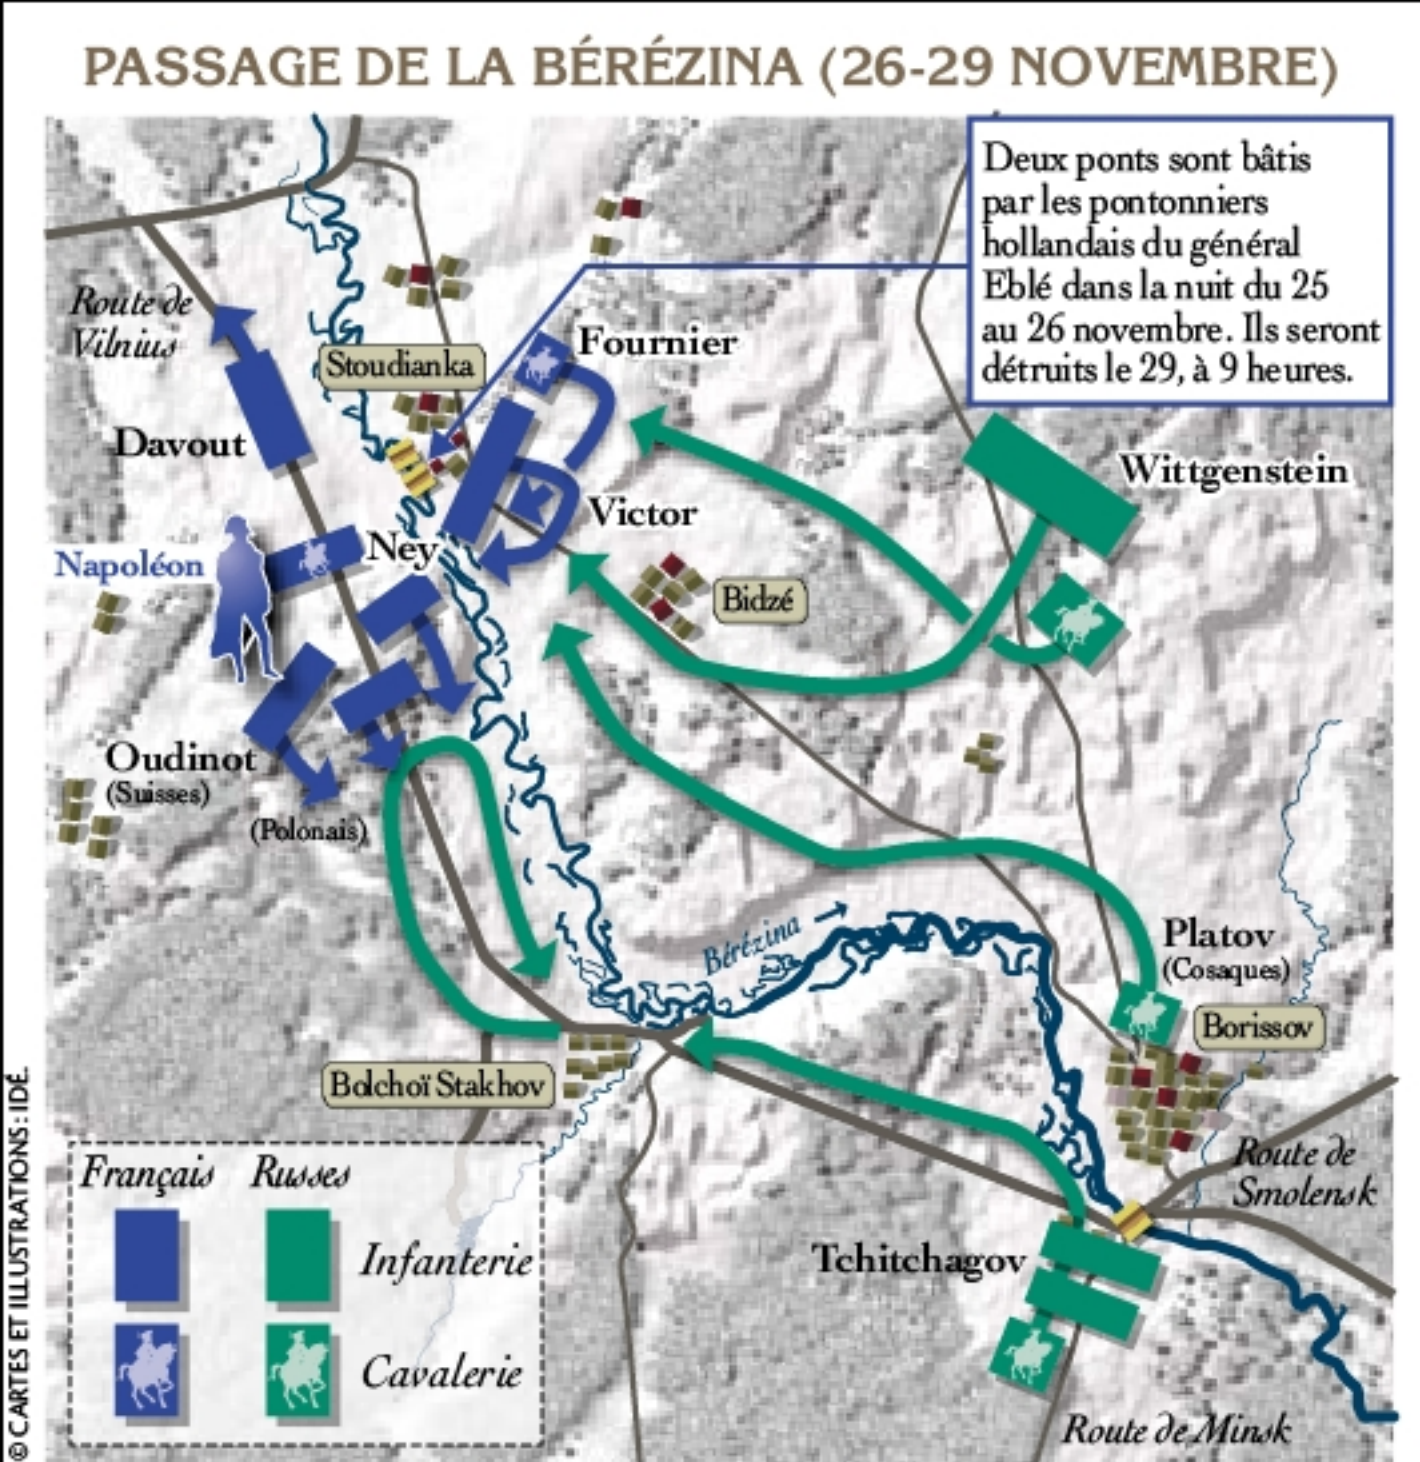 PASSAGE DE LA BÉRÉZINA (26-29 NOVEMBRE)
Deux ponts sont bâtis
par les pontonniers
hollandais du général
Eblé dans la nuit du 25
au 26 novembre. Ils seront
détruits le 29, à 9 heures.
Route de
Vilnius
Stoudianka
Fournier
Davout
Wittgenstein
Victor
Napoléon
Ney
Bidzé
Oudinot
(Suisses)
(Polonais)
Bérézina
Platov
(Cosaques)
Borissov
Bolchoï Stakhov
Route de
Smolensk
Tchitchagov
Route de Minsk
Français
Russes
Infanterie
Cavalerie
© CARTES ET ILLUSTRATIONS : IDÉ.